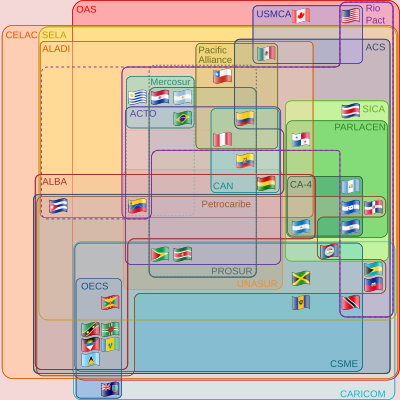 OAS
USMCA
Rio
Pact
CELAC
SELA
ALADI
Pacific
Alliance
ACS
Mercosur
SICA
ACTO
PARLACEN
ALBA
CAN
CA-4
Petrocaribe
PROSUR
UNASUR
OECS
CSME
CARICOM